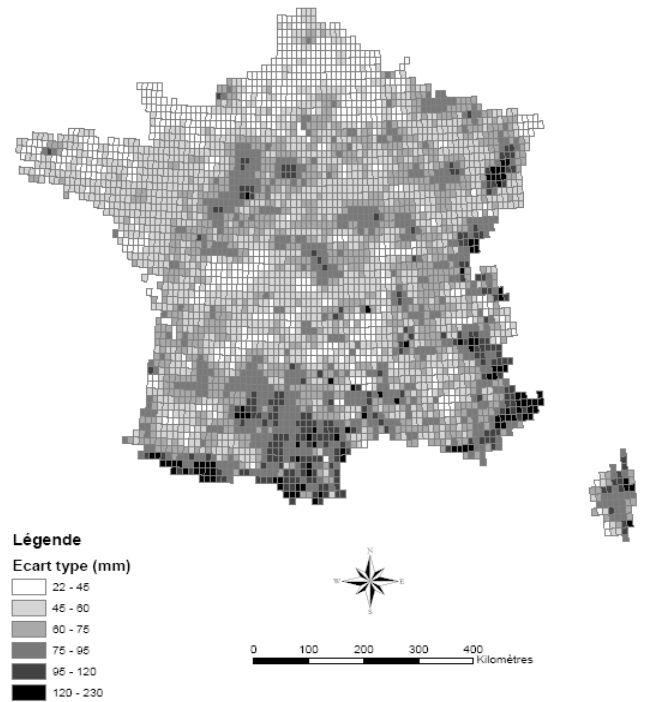 Légende
Ecart type (mm)
22 - 45
45 - 60
60 - 75
75 - 95
95 - 120
120 - 230
N
W E
S
0 100 200 300 400
Kilomètres